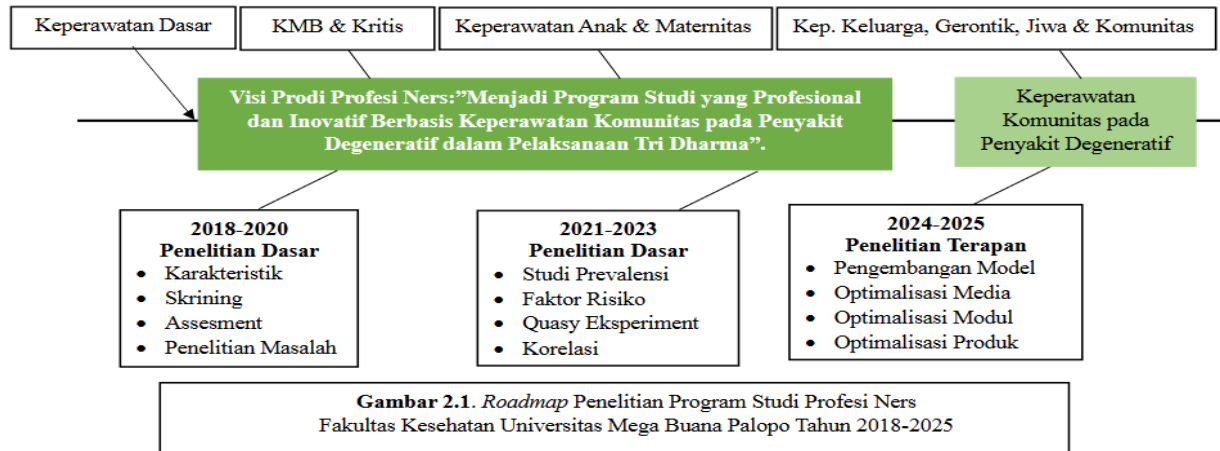 Keperawatan Dasar
KMB & Kritis
Keperawatan Anak & Maternitas
Kep. Keluarga, Gerontik, Jiwa & Komunitas
Visi Prodi Profesi Ners:”Menjadi Program Studi yang Profesional
dan Inovatif Berbasis Keperawatan Komunitas pada Penyakit
Degeneratif dalam Pelaksanaan Tri Dharma”.
Keperawatan
Komunitas pada
Penyakit Degeneratif
2018-2020
Penelitian Dasar
• Karakteristik
• Skrining
• Assesment
• Penelitian Masalah
2021-2023
Penelitian Dasar
• Studi Prevalensi
• Faktor Risiko
• Quasy Eksperiment
• Korelasi
2024-2025
Penelitian Terapan
• Pengembangan Model
• Optimalisasi Media
• Optimalisasi Modul
• Optimalisasi Produk
Gambar 2.1. Roadmap Penelitian Program Studi Profesi Ners
Fakultas Kesehatan Universitas Mega Buana Palopo Tahun 2018-2025